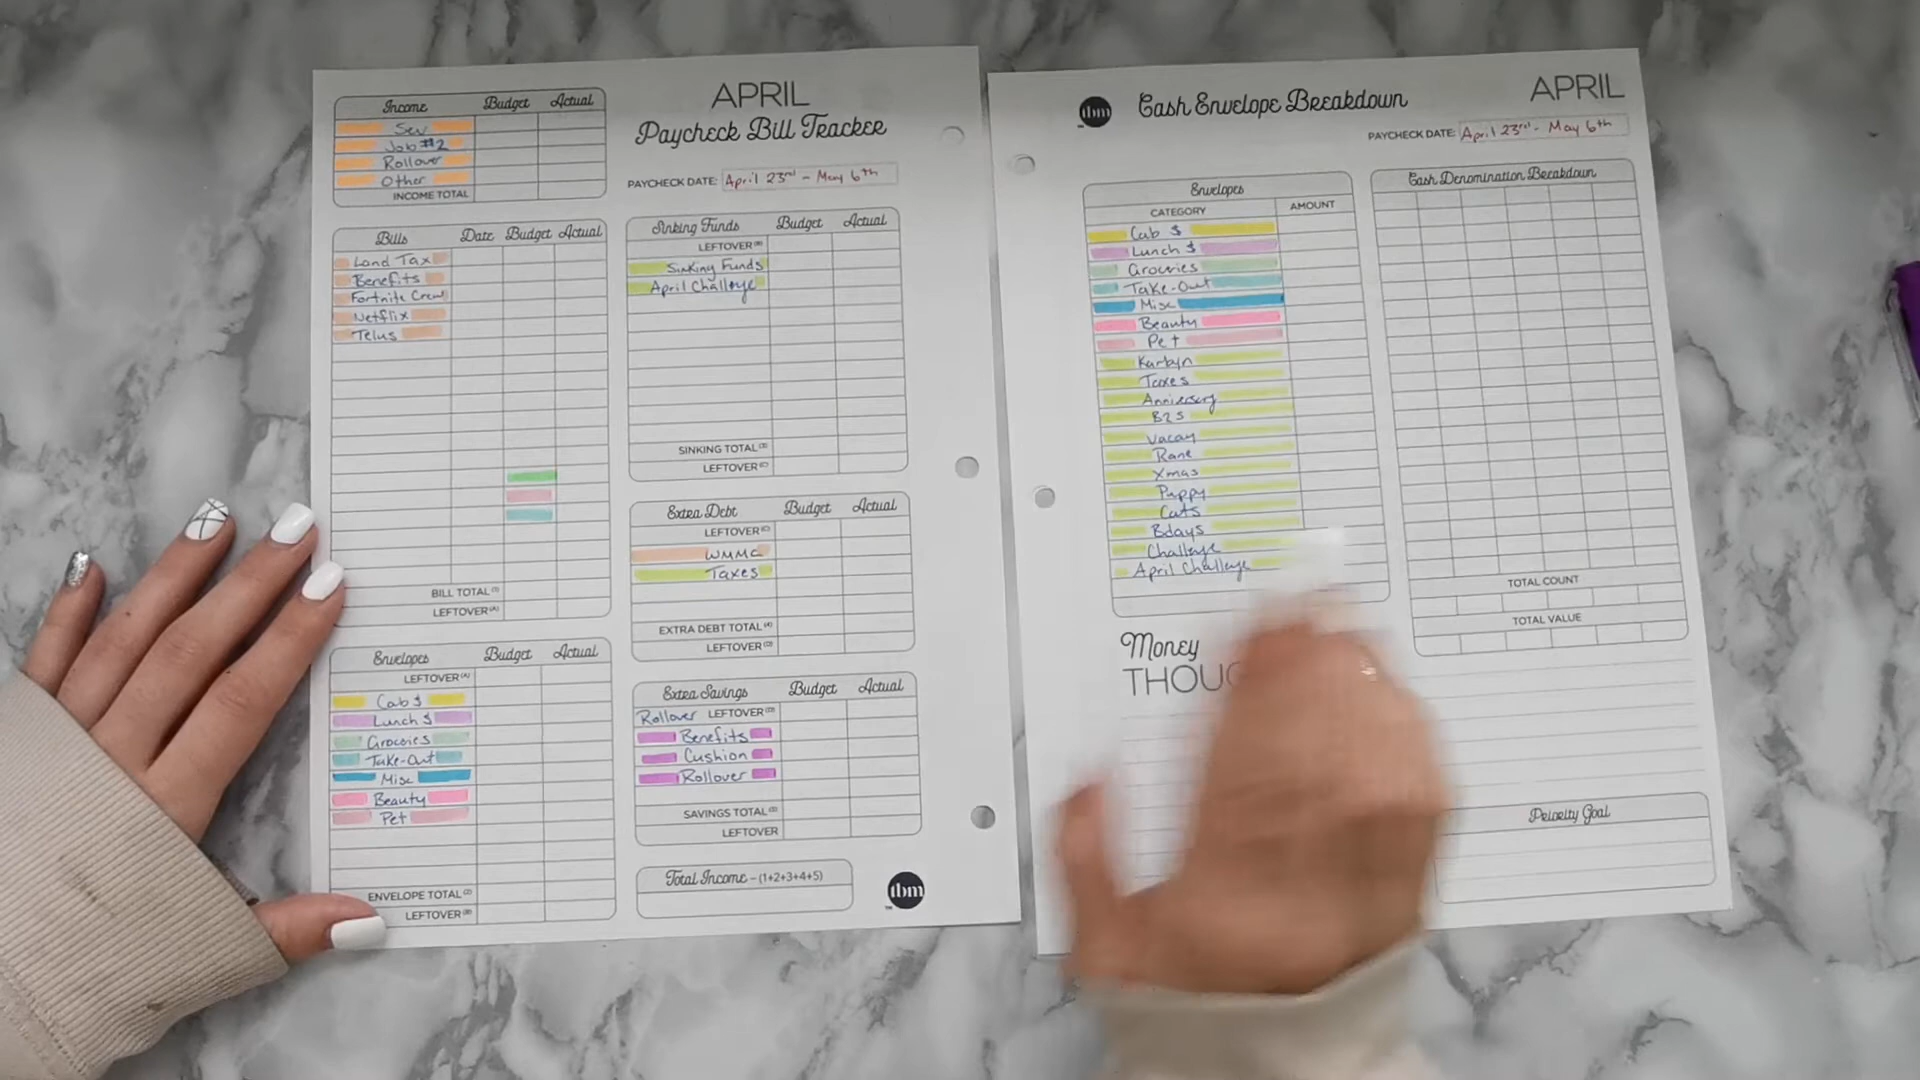 Income Budget Actual
Sev
Job #2
Rollover
Other
INCOME TOTAL
APRIL
Paycheck Bill Tracker
PAYCHECK DATE: April 23rd - May 6th
Bills Date Budget Actual
Land Tax
Benefits
Fortnite Crew
Netflix
Telus
BILL TOTAL (1)
LEFTOVER (A)
Envelopes Budget Actual
LEFTOVER (A)
Cab $
Lunch $
Groceries
Take-Out
Misc
Beauty
Pet
ENVELOPE TOTAL (2)
LEFTOVER (B)
Sinking Funds Budget Actual
LEFTOVER (B)
Sinking Funds
April Challenge
SINKING TOTAL (3)
LEFTOVER (C)
Extra Debt Budget Actual
LEFTOVER (C)
WMMC
Taxes
EXTRA DEBT TOTAL (4)
LEFTOVER (D)
Extra Savings Budget Actual
Rollover LEFTOVER (D)
Benefits
Cushion
Rollover
SAVINGS TOTAL (5)
LEFTOVER
Total Income - (1+2+3+4+5)
tbm
tbm
Cash Envelope Breakdown
APRIL
PAYCHECK DATE: April 23rd - May 6th
Envelopes
CATEGORY AMOUNT
Cab $
Lunch $
Groceries
Take-Out
Misc
Beauty
Pet
Taxes
B2S
Vacay
Rane
Xmas
Puppy
Cats
Bdays
Challenge
April Challenge
Cash Denomination Breakdown
TOTAL COUNT
TOTAL VALUE
Money
Priority Goal